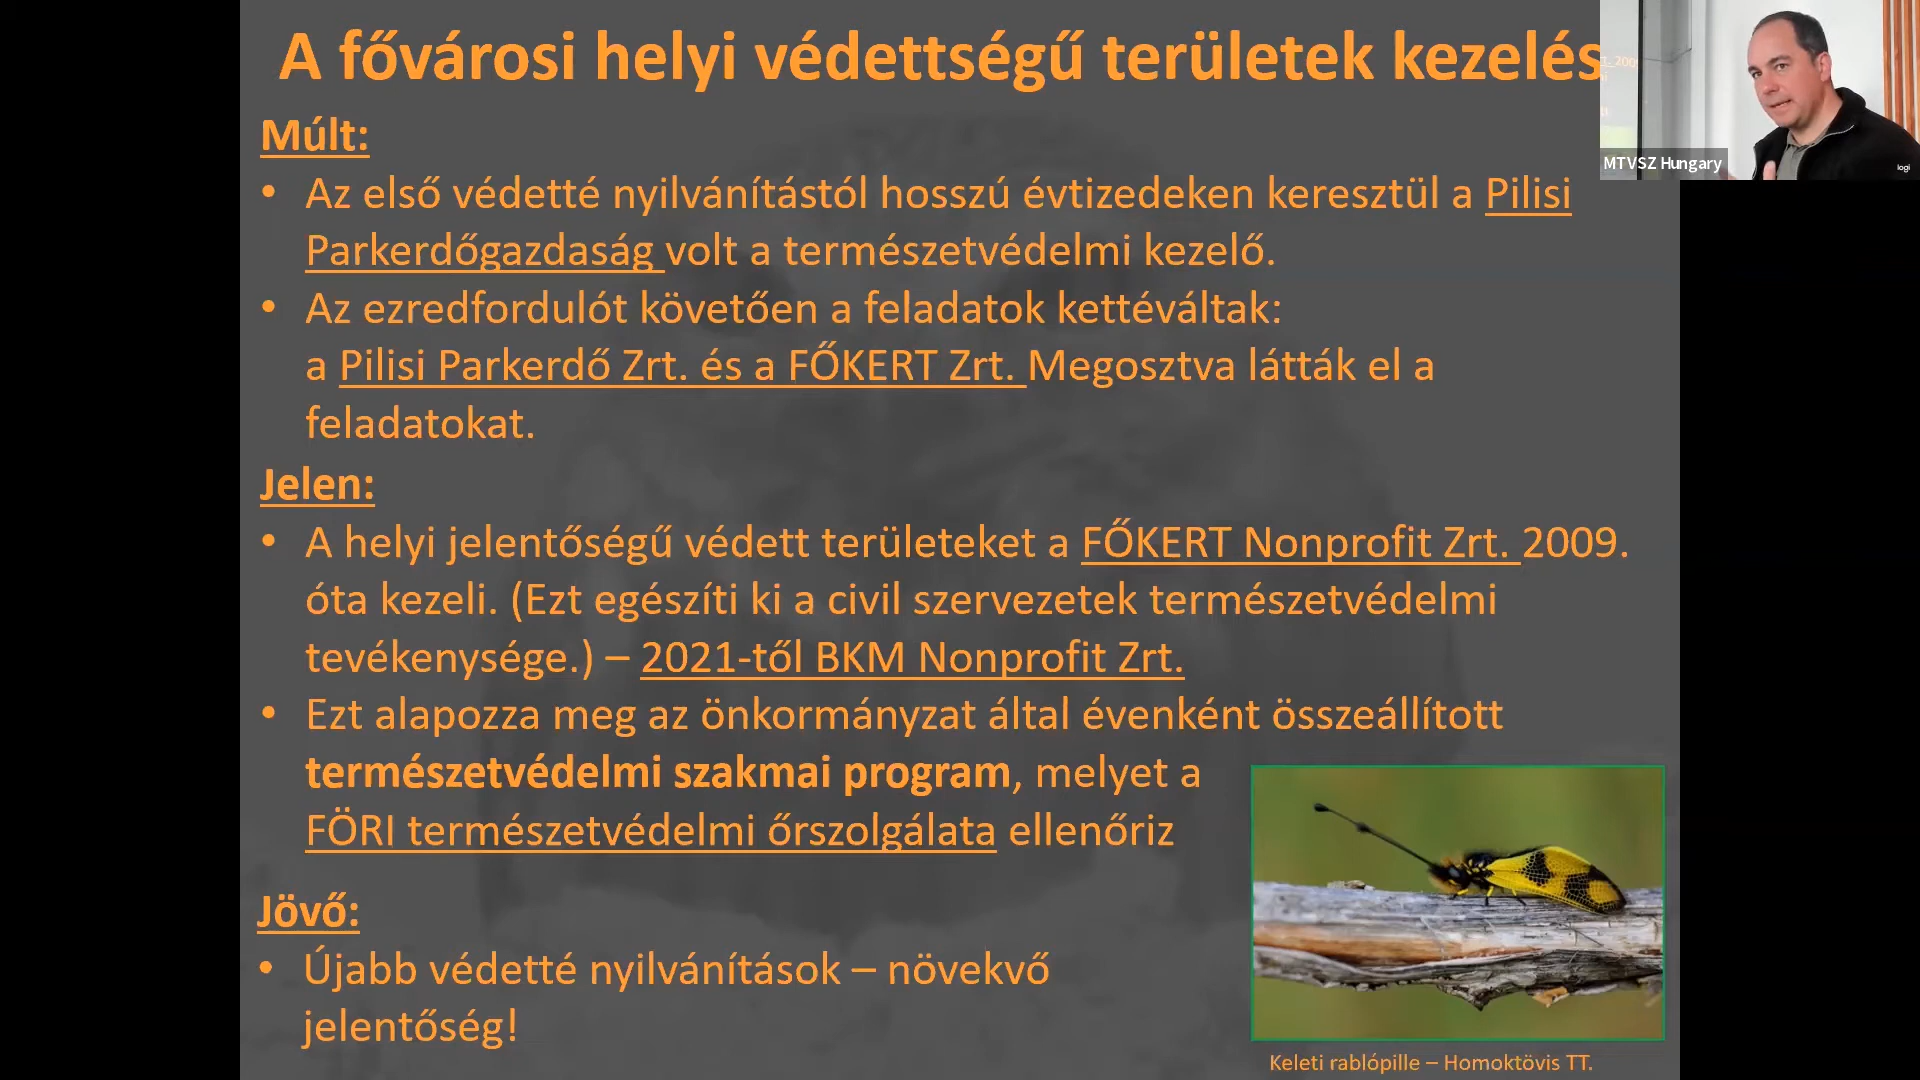 A fővárosi helyi védettségű területek kezelés
Múlt:
• Az első védetté nyilvánítástól hosszú évtizedeken keresztül a Pilisi
Parkerdőgazdaság volt a természetvédelmi kezelő.
• Az ezredfordulót követően a feladatok kettéváltak:
a Pilisi Parkerdő Zrt. és a FŐKERT Zrt. Megosztva látták el a
feladatokat.
Jelen:
• A helyi jelentőségű védett területeket a FŐKERT Nonprofit Zrt. 2009.
óta kezeli. (Ezt egészíti ki a civil szervezetek természetvédelmi
tevékenysége.) – 2021-től BKM Nonprofit Zrt.
• Ezt alapozza meg az önkormányzat által évenként összeállított
természetvédelmi szakmai program, melyet a
FÖRI természetvédelmi őrszolgálata ellenőriz
Jövő:
• Újabb védetté nyilvánítások – növekvő
jelentőség!
Keleti rablópille – Homoktövis TT.
MTVSZ Hungary
logi